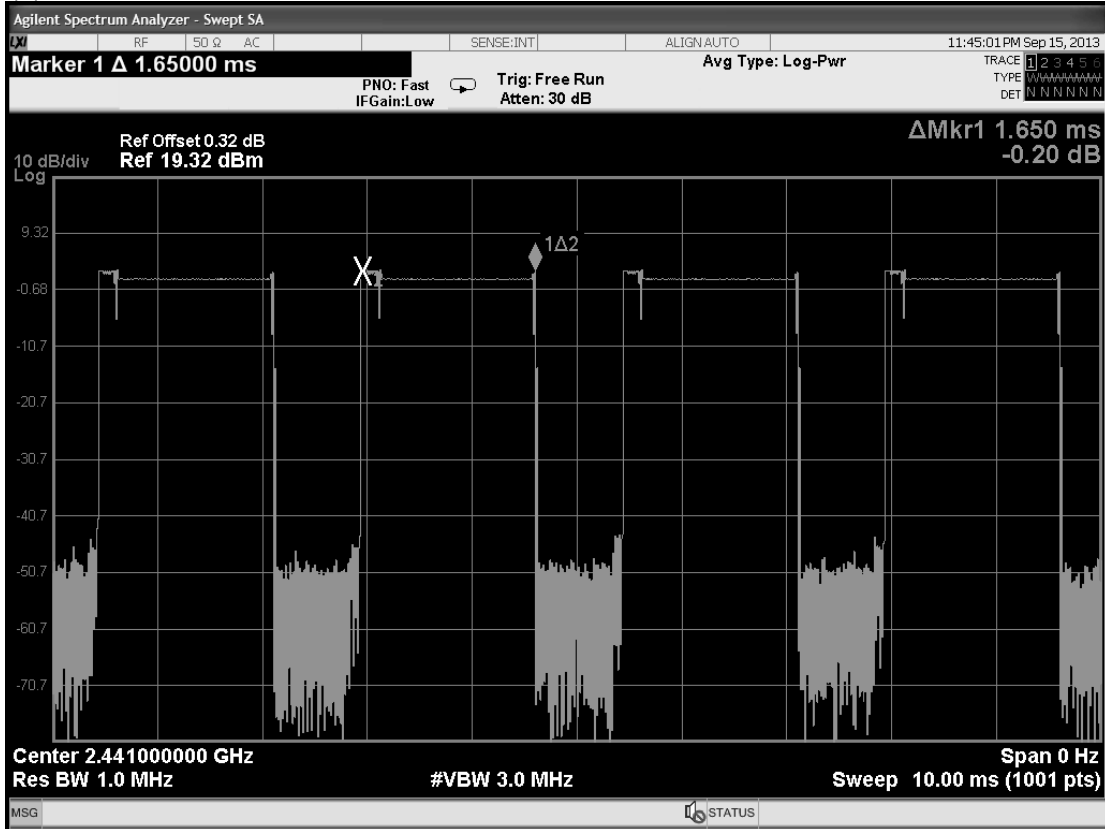 Agilent Spectrum Analyzer - Swept SA
LXI RF 50 Ω AC SENSE:INT ALIGN AUTO 11:45:01 PM Sep 15, 2013
Marker 1 Δ 1.65000 ms
PNO: Fast
IFGain:Low
Trig: Free Run
Atten: 30 dB
Avg Type: Log-Pwr
TRACE 1 2 3 4 5 6
TYPE WWWWWW
DET N N N N N N
Ref Offset 0.32 dB
10 dB/div Ref 19.32 dBm
Log
ΔMkr1 1.650 ms
-0.20 dB
9.32
1Δ2
X2
-0.68
-10.7
-20.7
-30.7
-40.7
-50.7
-60.7
-70.7
Center 2.441000000 GHz Span 0 Hz
Res BW 1.0 MHz #VBW 3.0 MHz Sweep 10.00 ms (1001 pts)
MSG STATUS